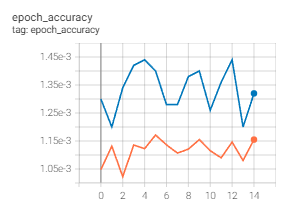 epoch_accuracy
tag: epoch_accuracy
1.45e-3
1.35e-3
1.25e-3
1.15e-3
1.05e-3
0 2 4 6 8 10 12 14